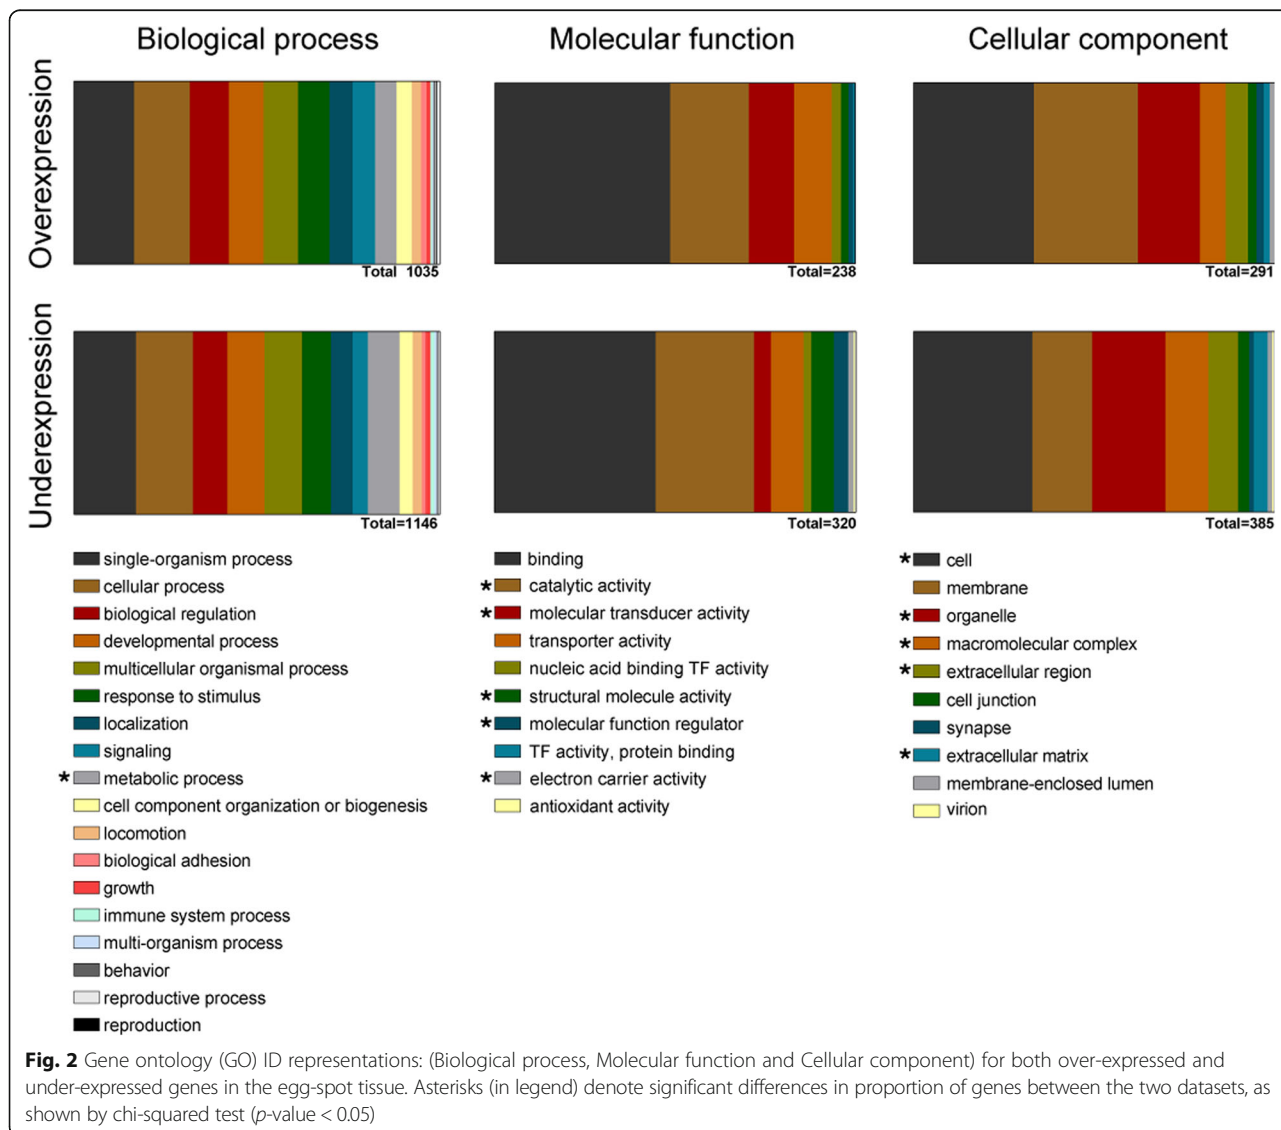 Biological process
Molecular function
Cellular component
Overexpression
Total 1035
Total=238
Total=291
Underexpression
Total=1146
Total=320
Total=385
single-organism process
cellular process
biological regulation
developmental process
multicellular organismal process
response to stimulus
localization
signaling
* metabolic process
cell component organization or biogenesis
locomotion
biological adhesion
growth
immune system process
multi-organism process
behavior
reproductive process
reproduction
binding
* catalytic activity
* molecular transducer activity
transporter activity
nucleic acid binding TF activity
* structural molecule activity
* molecular function regulator
TF activity, protein binding
* electron carrier activity
antioxidant activity
* cell
membrane
* organelle
* macromolecular complex
* extracellular region
cell junction
synapse
* extracellular matrix
membrane-enclosed lumen
virion
Fig. 2 Gene ontology (GO) ID representations: (Biological process, Molecular function and Cellular component) for both over-expressed and
under-expressed genes in the egg-spot tissue. Asterisks (in legend) denote significant differences in proportion of genes between the two datasets, as
shown by chi-squared test (p-value < 0.05)